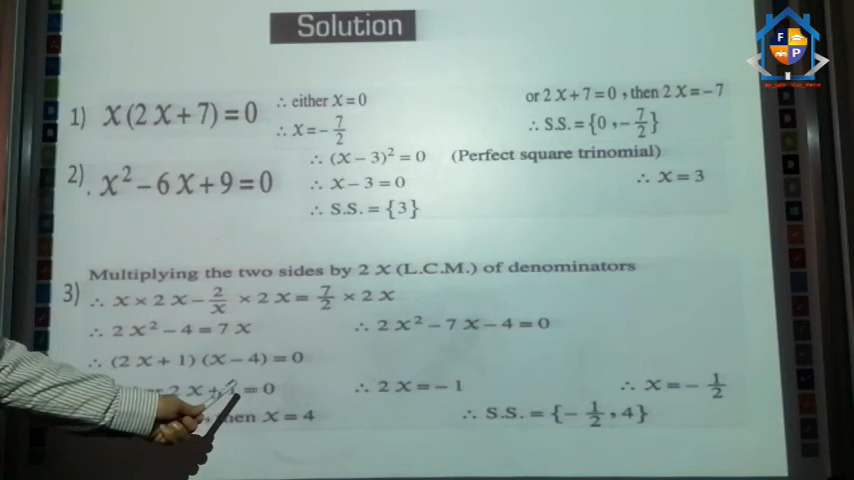 Solution
F P
1) x(2x+7)=0 ∴ either x=0 or 2x+7=0, then 2x=-7
∴ x=-7/2 ∴ S.S.={0,-7/2}
2). x²-6x+9=0 ∴ (x-3)²=0 (Perfect square trinomial)
∴ x-3=0 ∴ x=3
∴ S.S.={3}
Multiplying the two sides by 2x (L.C.M.) of denominators
3) ∴ x×2x-2/x×2x=7/2×2x
∴ 2x²-4=7x ∴ 2x²-7x-4=0
∴ (2x+1)(x-4)=0
2x+1=0 ∴ 2x=-1 ∴ x=-1/2
then x=4 ∴ S.S.={-1/2,4}